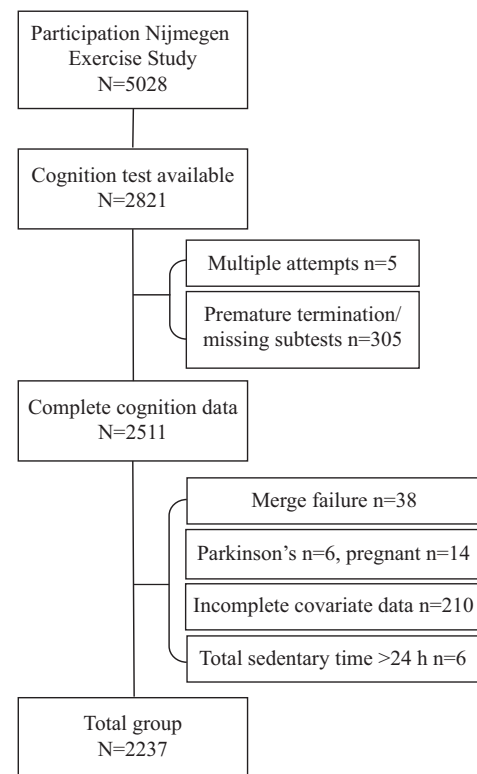 Participation Nijmegen
Exercise Study
N=5028
Cognition test available
N=2821
Multiple attempts n=5
Premature termination/
missing subtests n=305
Complete cognition data
N=2511
Merge failure n=38
Parkinson's n=6, pregnant n=14
Incomplete covariate data n=210
Total sedentary time >24 h n=6
Total group
N=2237